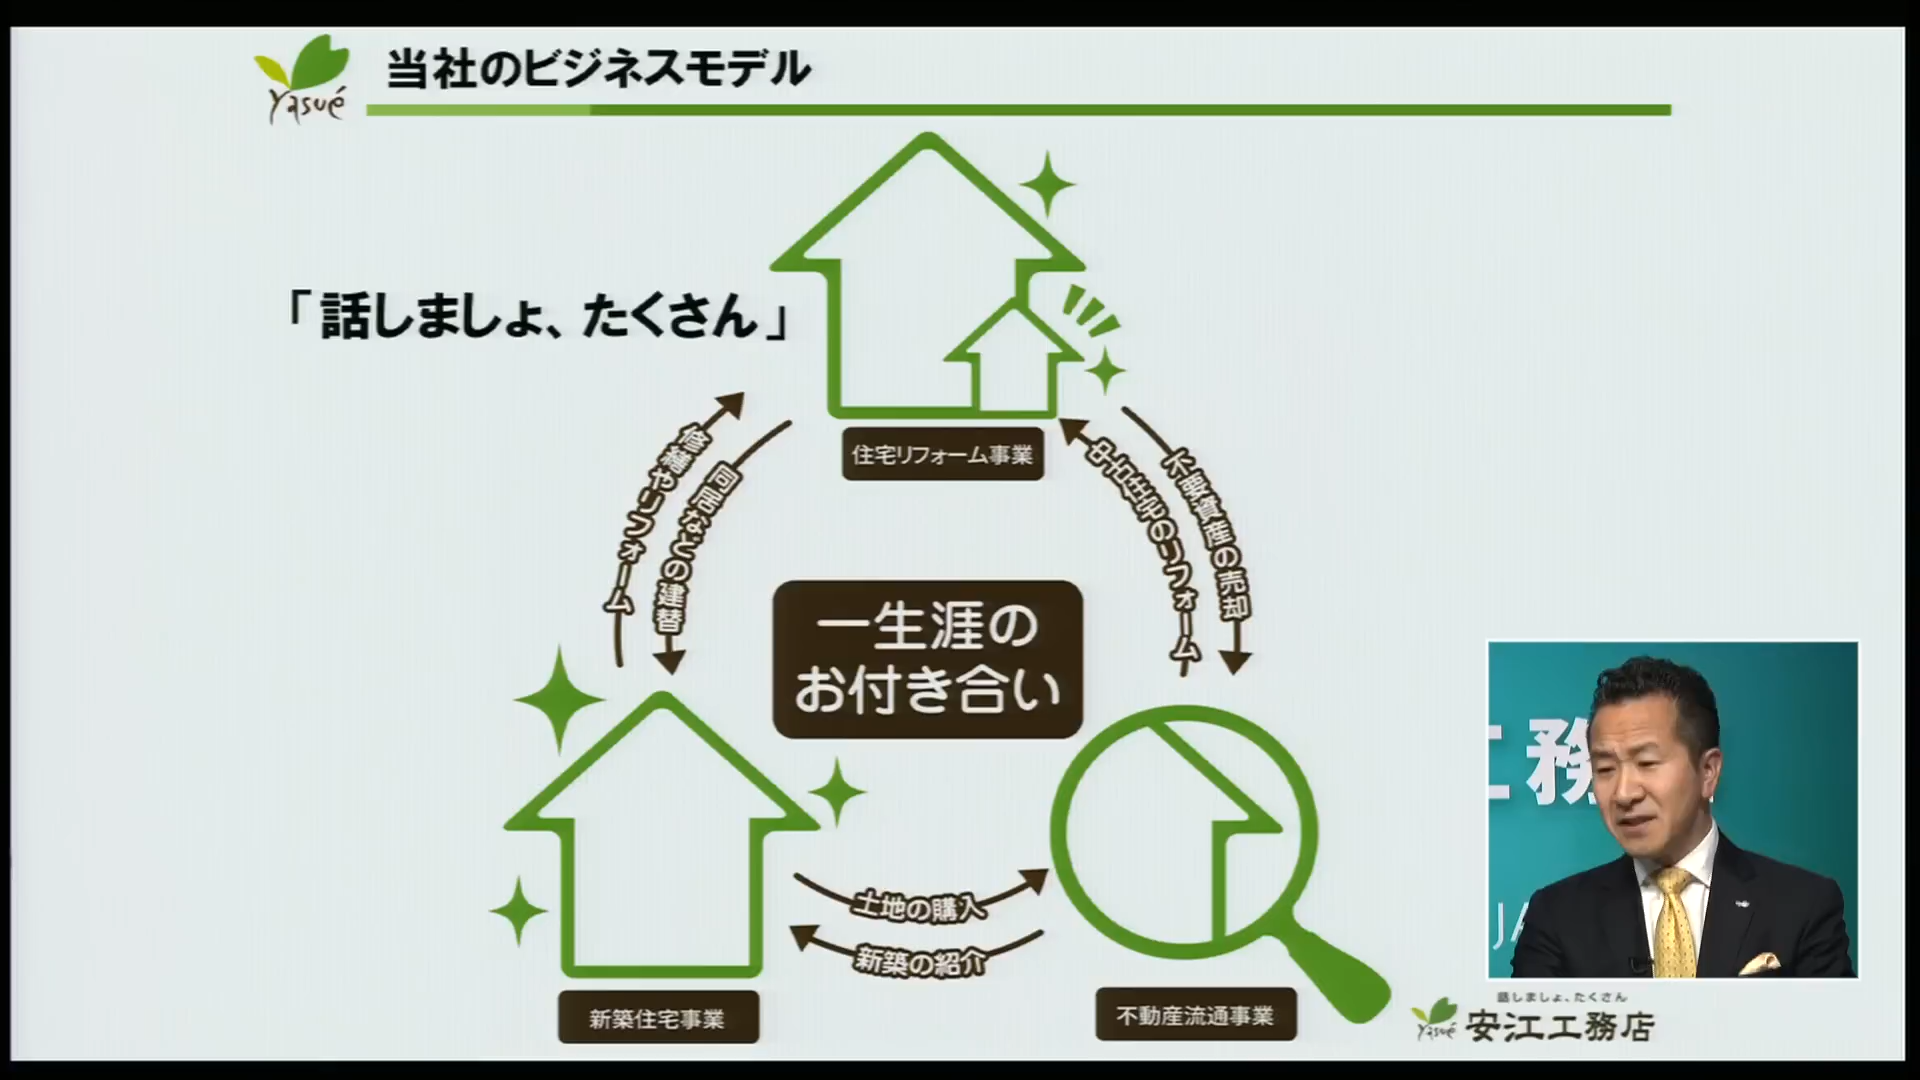 当社のビジネスモデル
Yasué
「話しましょ、たくさん」
住宅リフォーム事業
修繕やリフォーム
同居などの建替
中古住宅のリフォーム
不要資産の売却
一生涯の
お付き合い
土地の購入
新築の紹介
新築住宅事業
不動産流通事業
工務
話しましょ、たくさん
Yasué 安江工務店